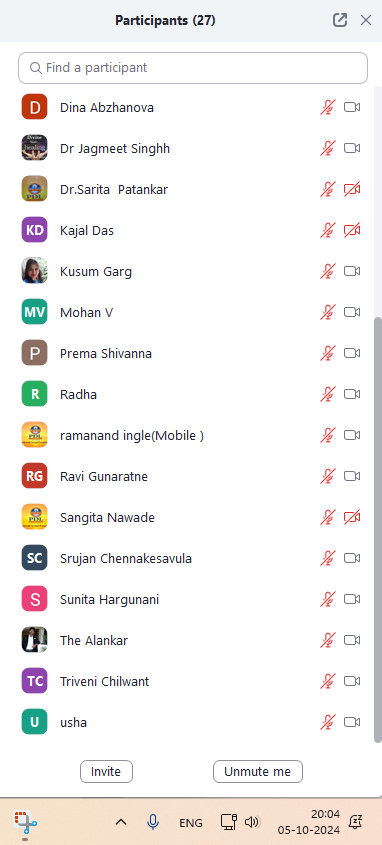 Participants (27)
Find a participant
D Dina Abzhanova
Dr Jagmeet Singhh
Dr.Sarita  Patankar
KD Kajal Das
Kusum Garg
MV Mohan V
P Prema Shivanna
R Radha
ramanand ingle(Mobile )
RG Ravi Gunaratne
Sangita Nawade
SC Srujan Chennakesavula
S Sunita Hargunani
The Alankar
TC Triveni Chilwant
U usha
Invite Unmute me
ENG 20:04
05-10-2024